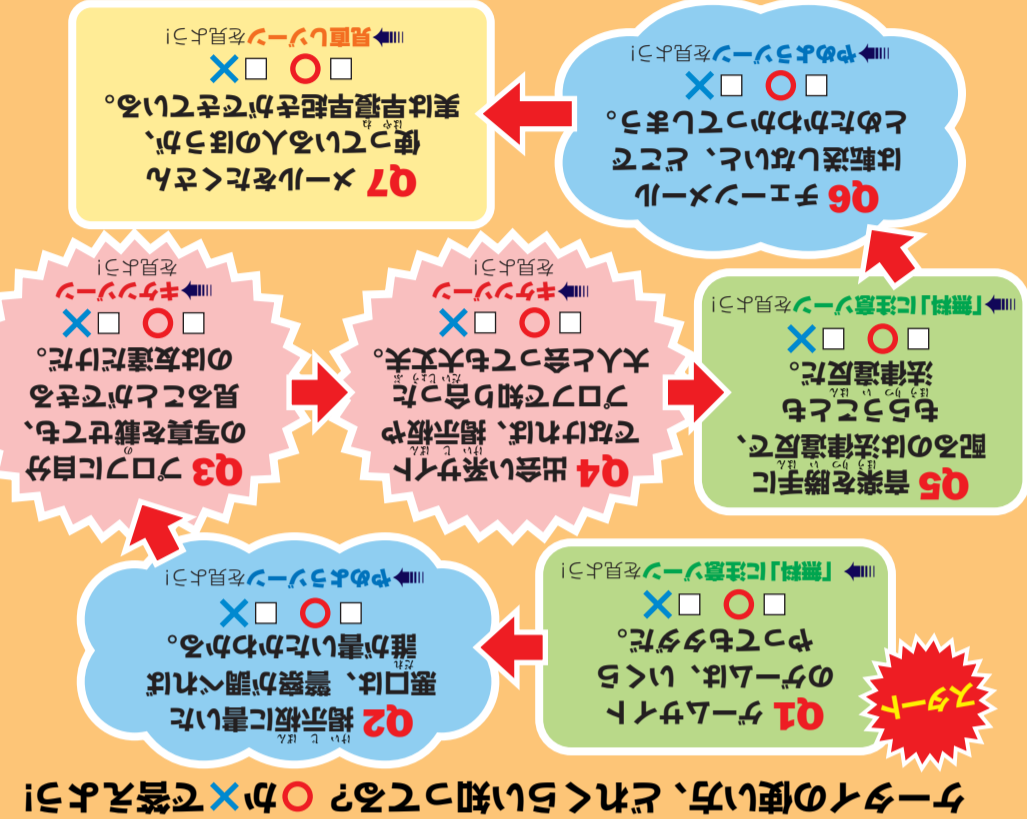 ケータイの使い方、どれくらい知ってる？○か×で答えよう！
スタート
Q1 ゲームサイト
のゲームは、いくら
やってもタダだ。
□○ □×
「無料」に注意ゾーンを見よう！
Q2 掲示板に書いた
悪口は、警察が調べれば
誰が書いたかわかる。
□○ □×
やめようゾーンを見よう！
Q3 プロフに自分
の写真を載せても、
見ることができる
のは友達だけだ。
□○ □×
キケンゾーン
を見よう！
Q4 出会い系サイト
でなければ、掲示板や
プロフで知り合った
大人と会っても大丈夫。
□○ □×
キケンゾーン
を見よう！
Q5 音楽を勝手に
配るのは法律違反で、
もらうことも
法律違反だ。
□○ □×
「無料」に注意ゾーンを見よう！
Q6 チェーンメール
は転送しないと、どこで
とめたかわかってしまう。
□○ □×
やめようゾーンを見よう！
Q7 メールをたくさん
使っている人のほうが、
実は早寝早起きができている。
□○ □×
見直しゾーンを見よう！